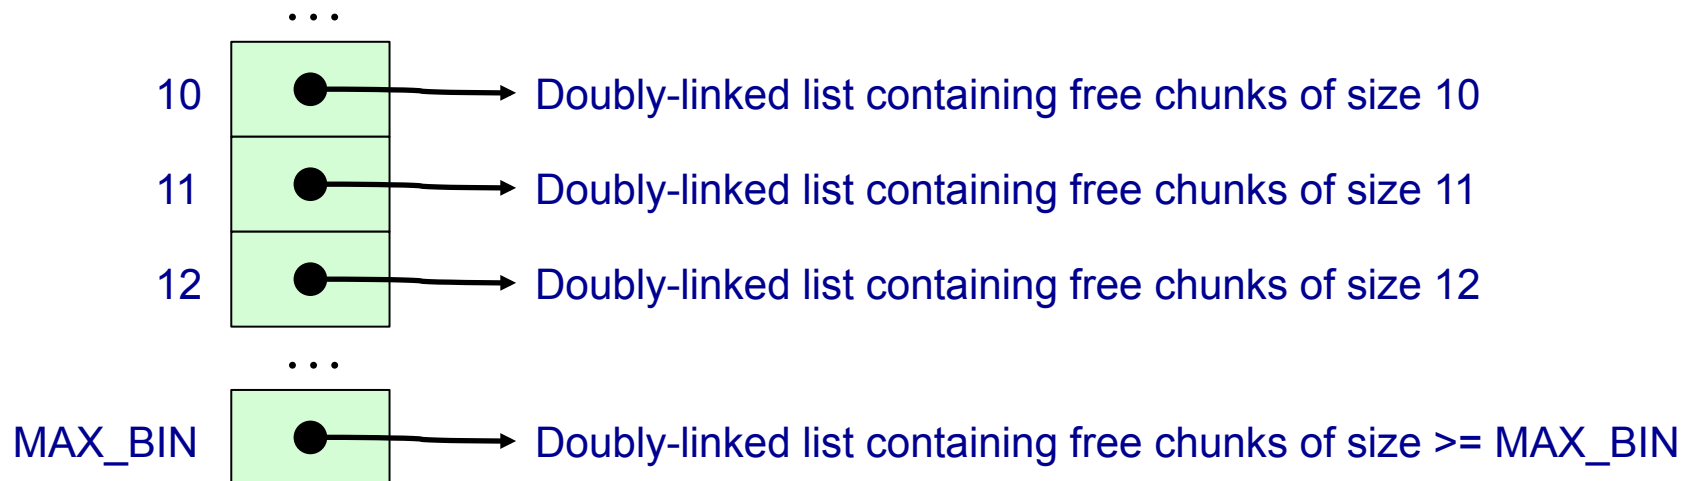 ...
10 Doubly-linked list containing free chunks of size 10
11 Doubly-linked list containing free chunks of size 11
12 Doubly-linked list containing free chunks of size 12
...
MAX_BIN Doubly-linked list containing free chunks of size >= MAX_BIN